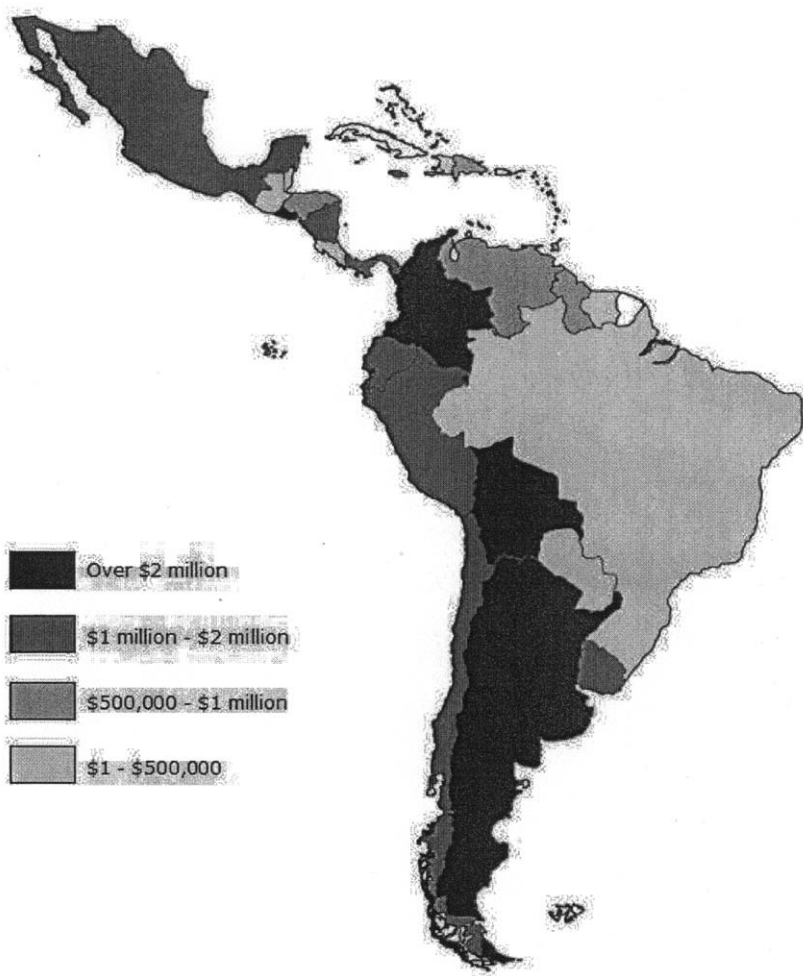 Over $2 million
$1 million - $2 million
$500,000 - $1 million
$1 - $500,000